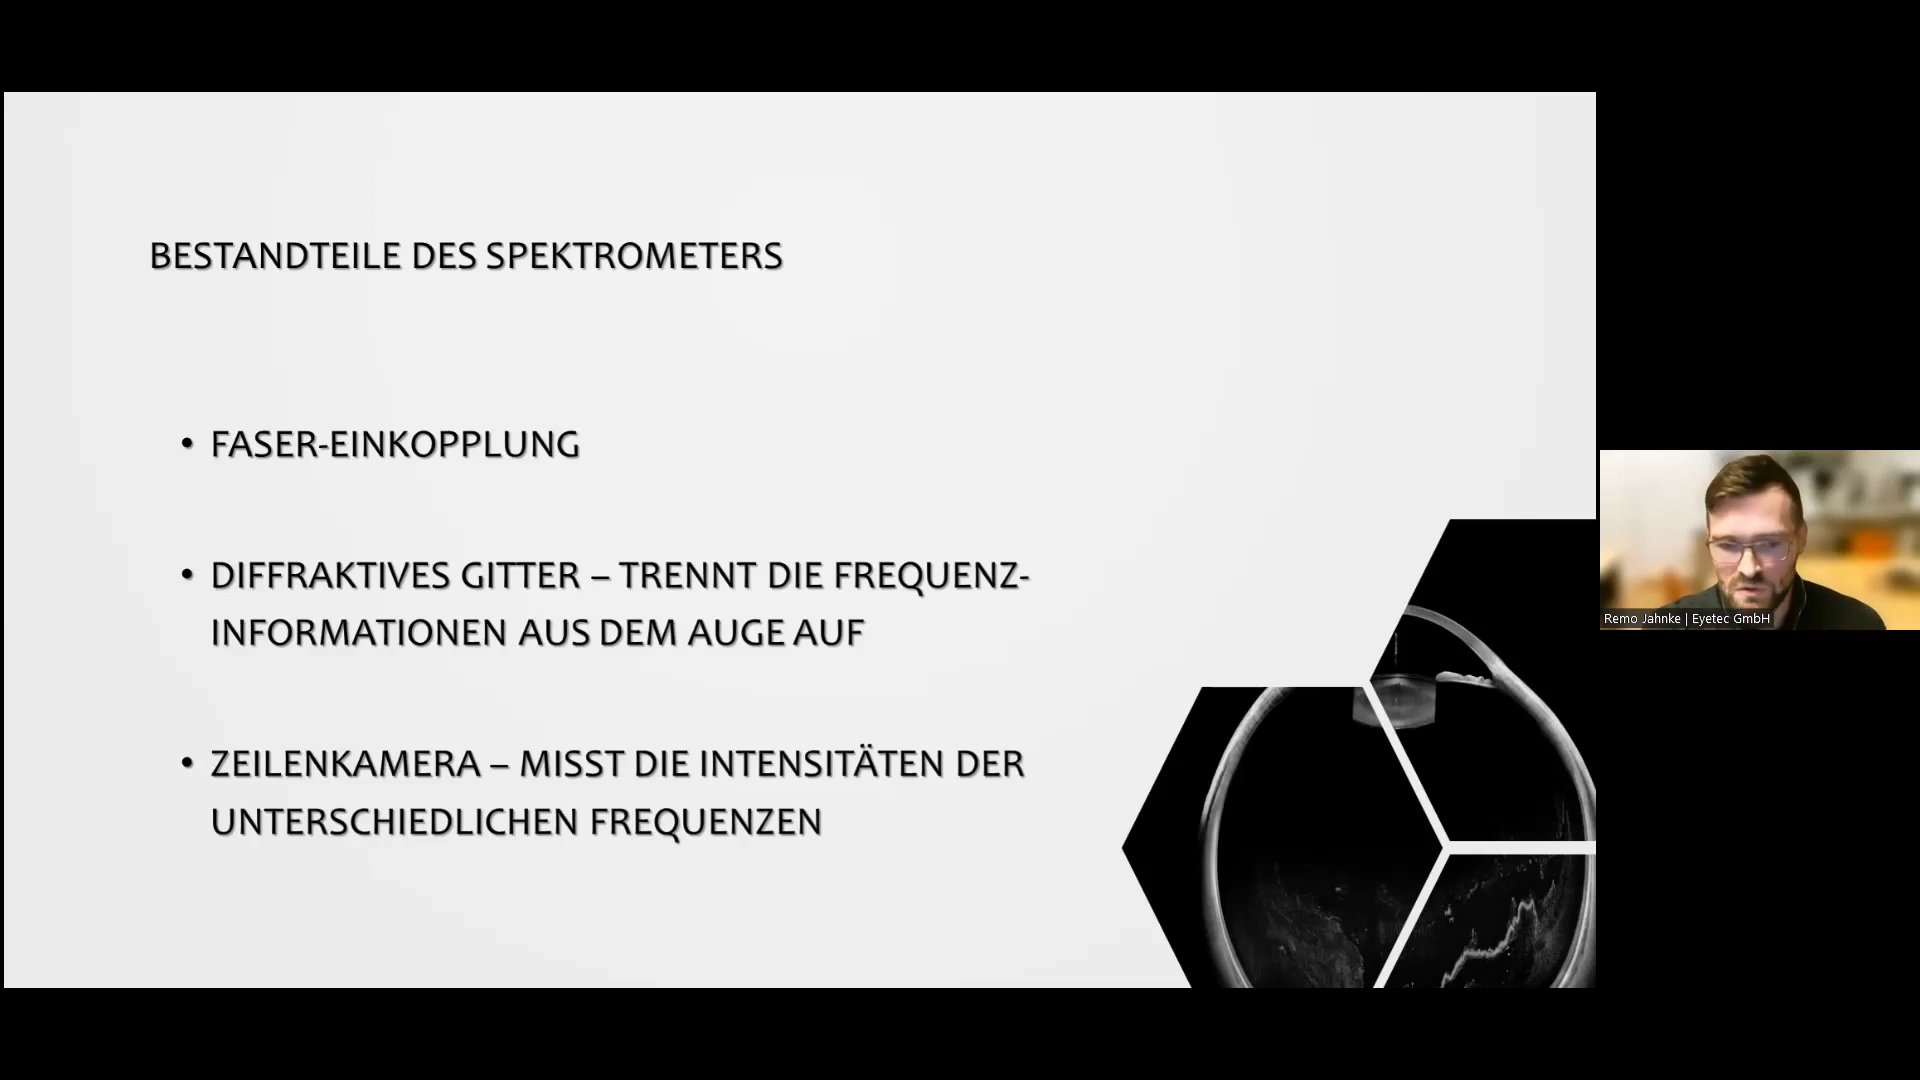 BESTANDTEILE DES SPEKTROMETERS
• FASER-EINKOPPLUNG
• DIFFRAKTIVES GITTER – TRENNT DIE FREQUENZ-
INFORMATIONEN AUS DEM AUGE AUF
• ZEILENKAMERA – MISST DIE INTENSITÄTEN DER
UNTERSCHIEDLICHEN FREQUENZEN
Remo Jahnke | Eyetec GmbH